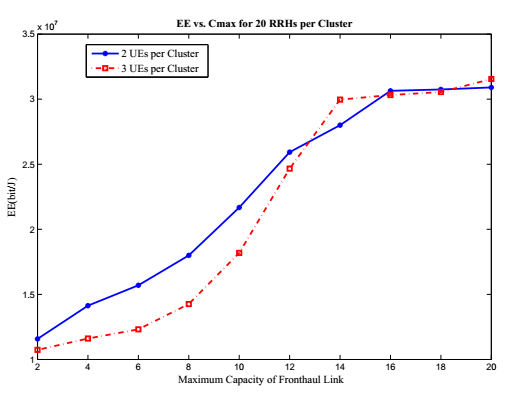 EE vs. Cmax for 20 RRHs per Cluster
3.5 x 10^7
2 UEs per Cluster
3 UEs per Cluster
3
2.5
2
1.5
1
EE(bit/J)
2 4 6 8 10 12 14 16 18 20
Maximum Capacity of Fronthaul Link